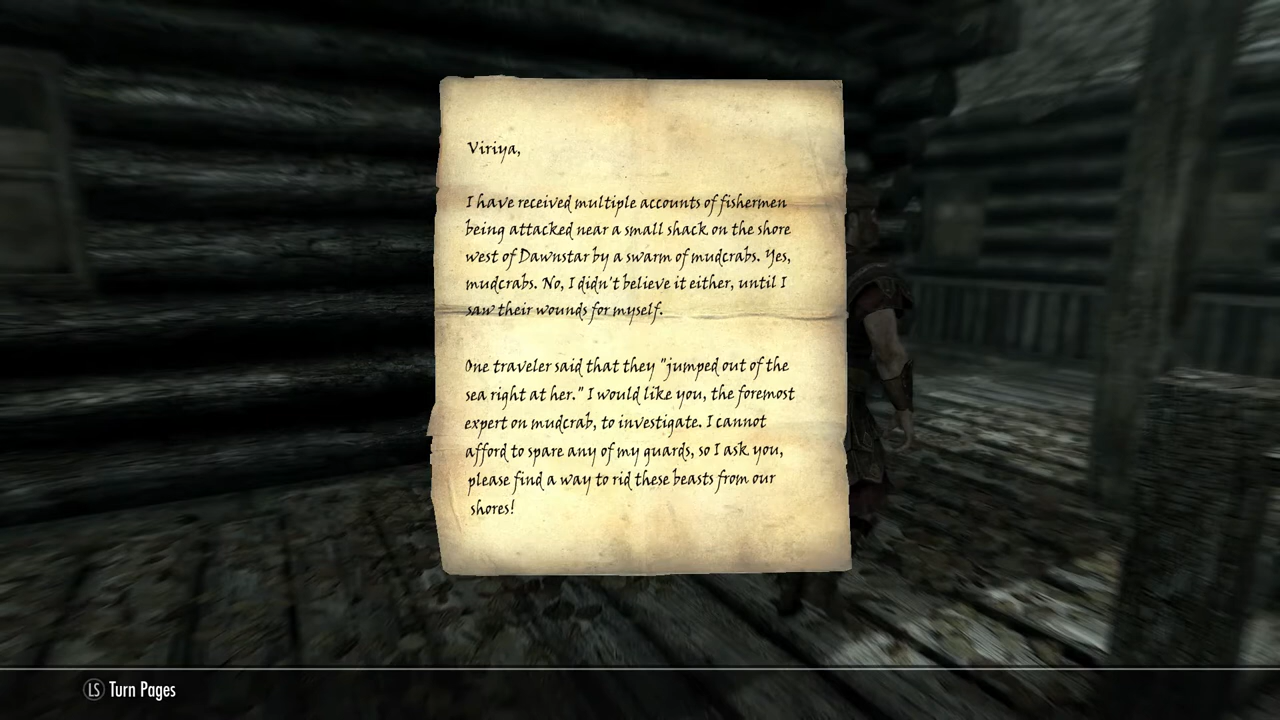 Viriya,
I have received multiple accounts of fishermen
being attacked near a small shack on the shore
west of Dawnstar by a swarm of mudcrabs. Yes,
mudcrabs. No, I didn't believe it either, until I
saw their wounds for myself.
One traveler said that they "jumped out of the
sea right at her." I would like you, the foremost
expert on mudcrab, to investigate. I cannot
afford to spare any of my guards, so I ask you,
please find a way to rid these beasts from our
shores!
LS Turn Pages